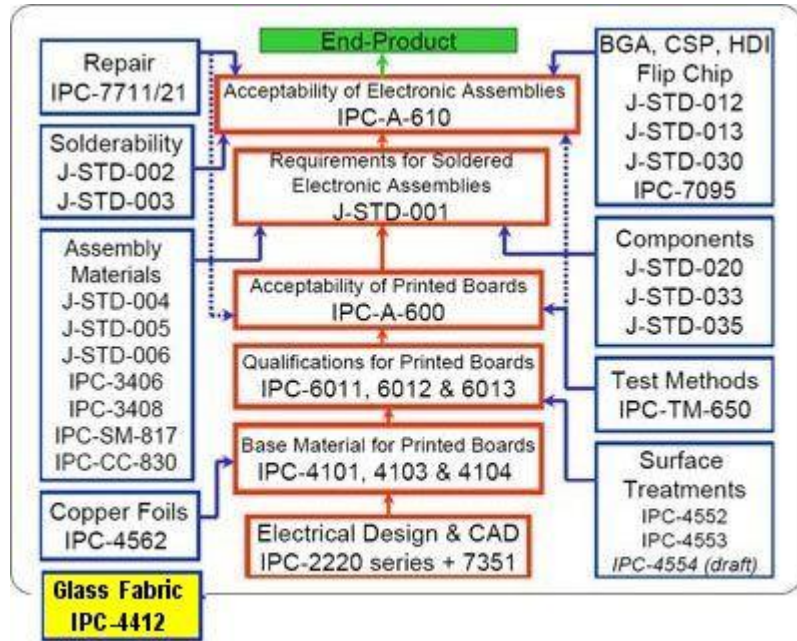 End-Product
Repair
IPC-7711/21
Acceptability of Electronic Assemblies
IPC-A-610
BGA, CSP, HDI
Flip Chip
J-STD-012
J-STD-013
J-STD-030
IPC-7095
Solderability
J-STD-002
J-STD-003
Requirements for Soldered
Electronic Assemblies
J-STD-001
Assembly
Materials
J-STD-004
J-STD-005
J-STD-006
IPC-3406
IPC-3408
IPC-SM-817
IPC-CC-830
Components
J-STD-020
J-STD-033
J-STD-035
Acceptability of Printed Boards
IPC-A-600
Qualifications for Printed Boards
IPC-6011, 6012 & 6013
Test Methods
IPC-TM-650
Base Material for Printed Boards
IPC-4101, 4103 & 4104
Surface
Treatments
IPC-4552
IPC-4553
IPC-4554 (draft)
Copper Foils
IPC-4562
Electrical Design & CAD
IPC-2220 series + 7351
Glass Fabric
IPC-4412